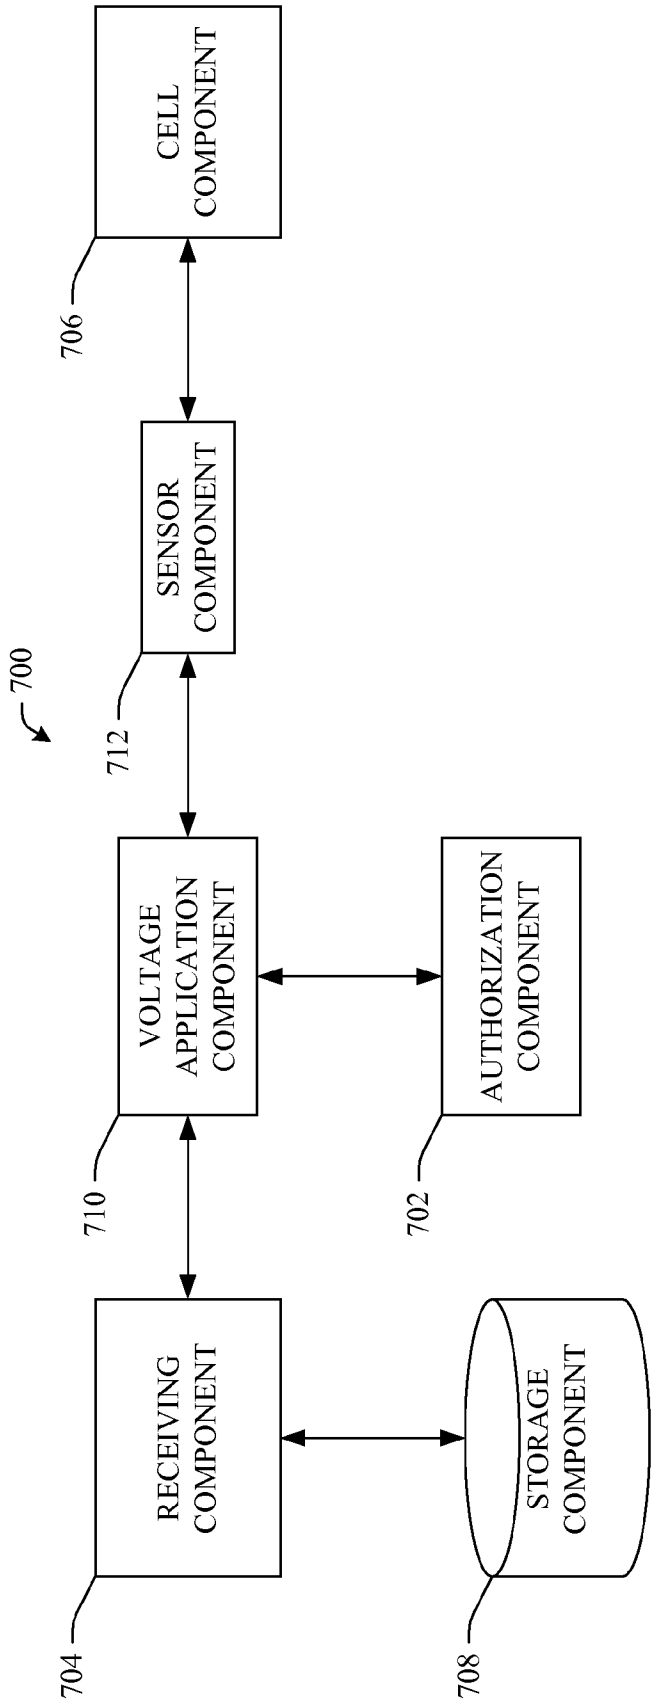 700
704
RECEIVING
COMPONENT
710
VOLTAGE
APPLICATION
COMPONENT
712
SENSOR
COMPONENT
706
CELL
COMPONENT
708
STORAGE
COMPONENT
702
AUTHORIZATION
COMPONENT